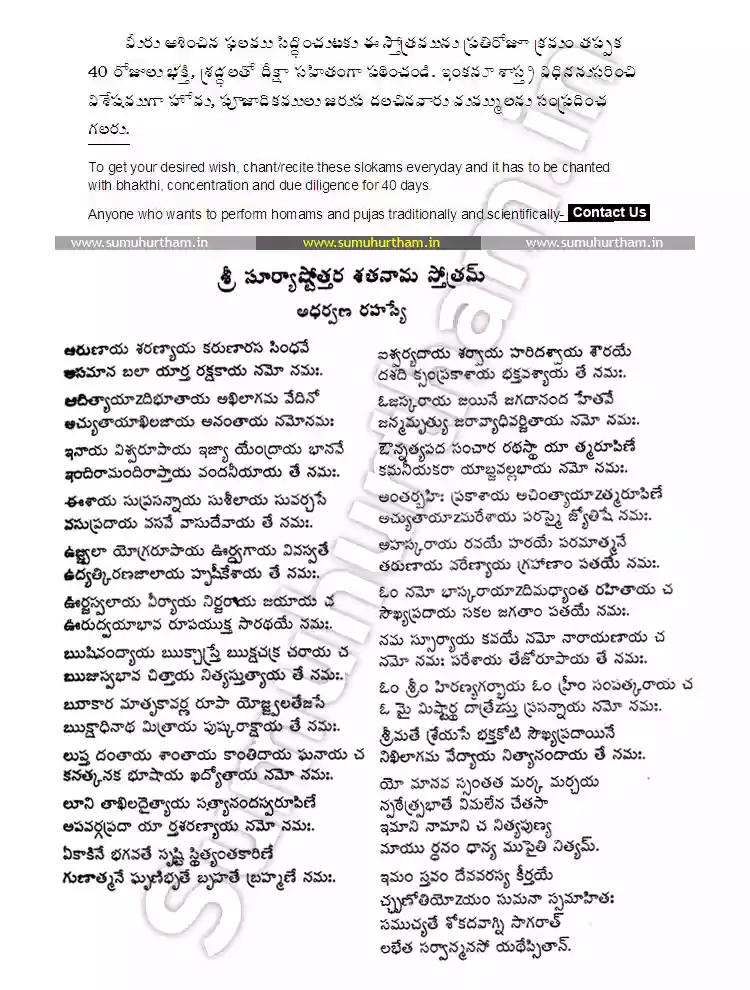 మీరు ఆశించిన ఫలము సిద్ధించుటకు ఈ స్తోత్రమును ప్రతిరోజూ క్రమం తప్పక
40 రోజులు భక్తి, శ్రద్ధలతో దీక్షా సహితంగా పఠించండి. ఇంకనూ శాస్త్ర విధిననుసరించి
విశేషముగా హోమ, పూజాదికములు జరుప దలచినవారు మమ్ములను సంప్రదించ
గలరు.
To get your desired wish, chant/recite these slokams everyday and it has to be chanted
with bhakthi, concentration and due diligence for 40 days.
Anyone who wants to perform homams and pujas traditionally and scientifically- Contact Us
www.sumuhurtham.in www.sumuhurtham.in www.sumuhurtham.in
శ్రీ సూర్యాష్టోత్తర శతనామ స్తోత్రమ్
అధర్వణ రహస్యే
ఆరుణాయ శరణ్యాయ కరుణారస సింధవే
అసమాన బలా యార్త రక్షకాయ నమో నమః.
ఆదిత్యాయాzదిభూతాయ అఖిలాగమ వేదినో
అచ్యుతాయాఖిలజాయ అనంతాయ నమోనమః
ఇనాయ విశ్వరూపాయ ఇజ్యా యేంద్రాయ భానవే
ఇందిరామందిరాప్తాయ వందనీయాయ తే నమః.
ఈశాయ సుప్రసన్నాయ సుశీలాయ సువర్చసే
వసుప్రదాయ వసవే వాసుదేవాయ తే నమః.
ఉజ్జ్వలా యోగ్రరూపాయ ఊర్ధ్వగాయ వివస్వతే
ఉద్యత్కిరణజాలాయ హృషీకేశాయ తే నమః.
ఊర్జస్వలాయ వీర్యాయ నిర్జరాయ జయాయ చ
ఊరుద్వయాభావ రూపయుక్త సారథయే నమః.
ఋషివంద్యాయ ఋక్చాస్త్రే ఋక్షచక్ర చరాయ చ
ఋజుస్వభావ చిత్తాయ నిత్యస్తుత్యాయ తే నమః.
ౠకార మాతృకావర్ణ రూపా యోజ్జ్వలతేజసే
ఋక్షాధినాథ మిత్రాయ పుష్కరాక్షాయ తే నమః.
లుప్త దంతాయ శాంతాయ కాంతిదాయ ఘనాయ చ
కనత్కనక భూషాయ ఖద్యోతాయ నమో నమః.
లూని తాఖిలదైత్యాయ సత్యానందస్వరూపిణే
అపవర్గప్రదా యా ర్తశరణ్యాయ నమో నమః.
ఏకాకినే భగవతే సృష్టి స్థిత్యంతకారిణే
గుణాత్మనే ఘృణిభృతే బృహతే బ్రహ్మణే నమః.
ఐశ్వర్యదాయ శర్వాయ హరిదశ్వాయ శౌరయే
దశది క్సంప్రకాశాయ భక్తవశ్యాయ తే నమః.
ఓజస్కరాయ జయినే జగదానంద హేతవే
జన్మమృత్యు జరావ్యాధివర్జితాయ నమో నమః.
ఔన్నత్యపద సంచార రథస్థా యా త్మరూపిణే
కమనీయకరా యాబ్జవల్లభాయ నమో నమః.
అంతర్బహిః ప్రకాశాయ అచింత్యాయాzత్మరూపిణే
అచ్యుతాయాzమరేశాయ పరస్మై జ్యోతిషే నమః.
అహస్కరాయ రవయే హరయే పరమాత్మనే
తరుణాయ వరేణ్యాయ గ్రహాణాం పతయే నమః.
ఓం నమో భాస్కరాయాzదిమధ్యాంత రహితాయ చ
సౌఖ్యప్రదాయ సకల జగతాం పతయే నమః.
నమ స్సూర్యాయ కవయే నమో నారాయణాయ చ
నమో నమః పరేశాయ తేజోరూపాయ తే నమః.
ఓం శ్రీం హిరణ్యగర్భాయ ఓం హ్రీం సంపత్కరాయ చ
ఓ మై మిష్టార్థ దాత్రేzస్తు ప్రసన్నాయ నమో నమః.
శ్రీమతే శ్రేయసే భక్తకోటి సౌఖ్యప్రదాయినే
నిఖిలాగమ వేద్యాయ నిత్యానందాయ తే నమః.
యో మానవ స్సంతత మర్క మర్చయ
న్పఠేత్ప్రభాతే విమలేన చేతసా
ఇమాని నామాని చ నిత్యపుణ్య
మాయు ర్ధనం ధాన్య ముపైతి నిత్యమ్.
ఇమం స్తవం దేవవరస్య కీర్తయే
చ్ఛృణోతియోzయం సుమనా స్సమాహితః
సముచ్యతే శోకదవాగ్ని సాగరాత్
లభేత సర్వాన్మనసో యథేప్సితాన్.
Sumuhurtham.in